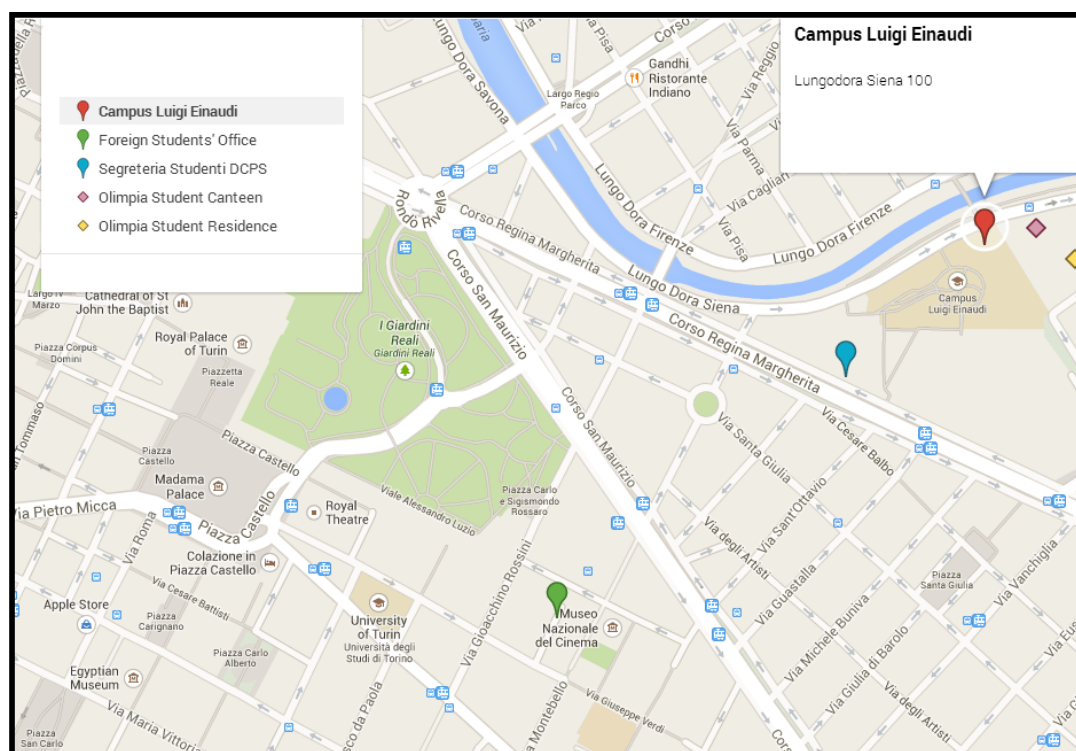 Campus Luigi Einaudi
Foreign Students' Office
Segreteria Studenti DCPS
Olimpia Student Canteen
Olimpia Student Residence
Campus Luigi Einaudi
Lungodora Siena 100
Lungo Dora Savona
Via Pisa
Via Reggio
Gandhi
Ristorante
Indiano
Largo Regio
Parco
Via Parma
Via Cagliari
Lungo Dora Firenze
Via Pisa
Lungo Dora Firenze
Rondò Rivella
Corso Regina Margherita
Lungo Dora Siena
Campus
Luigi Einaudi
Corso San Maurizio
Corso Regina Margherita
Largo IV
Marzo
Cathedral of St
John the Baptist
I Giardini
Reali
Giardini Reali
Royal Palace
of Turin
Piazza Corpus
Domini
Piazzetta
Reale
Corso San Maurizio
Via Santa Giulia
Via Cesare Balbo
Piazza
Castello
Piazza Castello
Madama
Palace
Piazza Carlo
e Sigismondo
Rossaro
Viale Alessandro Luzio
Via Sant'Ottavio
Via Pietro Micca
Piazza Castello
Royal
Theatre
Via Roma
Via degli Artisti
Via Guastalla
Via Vanchiglia
Colazione in
Piazza Castello
Via Gioacchino Rossini
Piazza
Santa Giulia
Via Cesare Battisti
Apple Store
Piazza
Carignano
University
of Turin
Università degli
Studi di Torino
Museo
Nazionale
del Cinema
Via Michele Buniva
Via Giulia di Barolo
Piazza Carlo
Alberto
Egyptian
Museum
Via Montebello
Via Giuseppe Verdi
Via degli Artisti
Via Maria Vittoria
Piazza
San Carlo